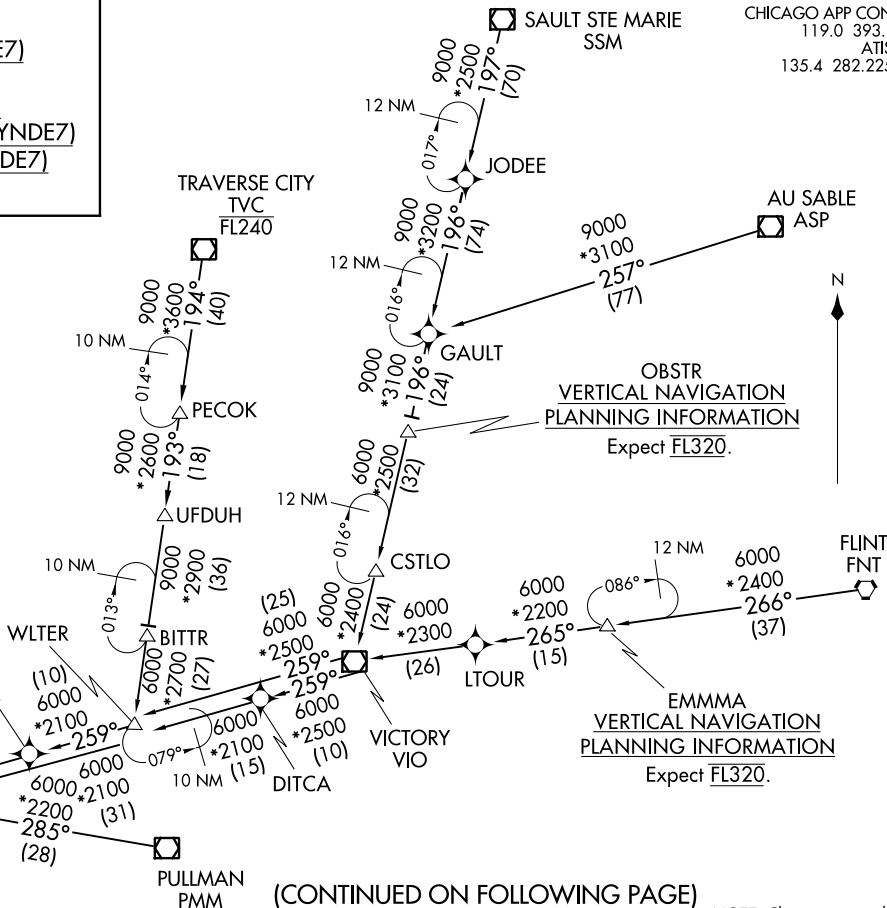 E7)
YNDE7)
DE7)
SAULT STE MARIE
SSM
CHICAGO APP CON
119.0 393.
ATIS
135.4 282.225
9000
*2500
197°
(70)
12 NM
017°
JODEE
TRAVERSE CITY
TVC
FL240
AU SABLE
ASP
9000
*3200
196°
(74)
9000
*3100
257°
(77)
12 NM
016°
GAULT
N
9000
*3600
194°
(40)
10 NM
014°
PECOK
9000
*3100
196°
(24)
OBSTR
VERTICAL NAVIGATION
PLANNING INFORMATION
Expect FL320.
9000
*2600
193°
(18)
UFDUH
6000
*2500
(32)
12 NM
016°
CSTLO
9000
*2900
(36)
10 NM
013°
BITTR
FLINT
FNT
12 NM
6000
*2400
266°
(37)
086°
6000
*2200
265°
(15)
6000
*2400
(24)
6000
*2300
(26)
LTOUR
WLTER
6000
*2700
(27)
(25)
6000
*2500
259°
259°
6000
*2500
(10)
VICTORY
VIO
EMMMA
VERTICAL NAVIGATION
PLANNING INFORMATION
Expect FL320.
(10)
6000
*2100
259°
079°
10 NM
6000
*2100
(15)
DITCA
6000
*2100
(31)
6000
*2200
285°
(28)
PULLMAN
PMM
(CONTINUED ON FOLLOWING PAGE)